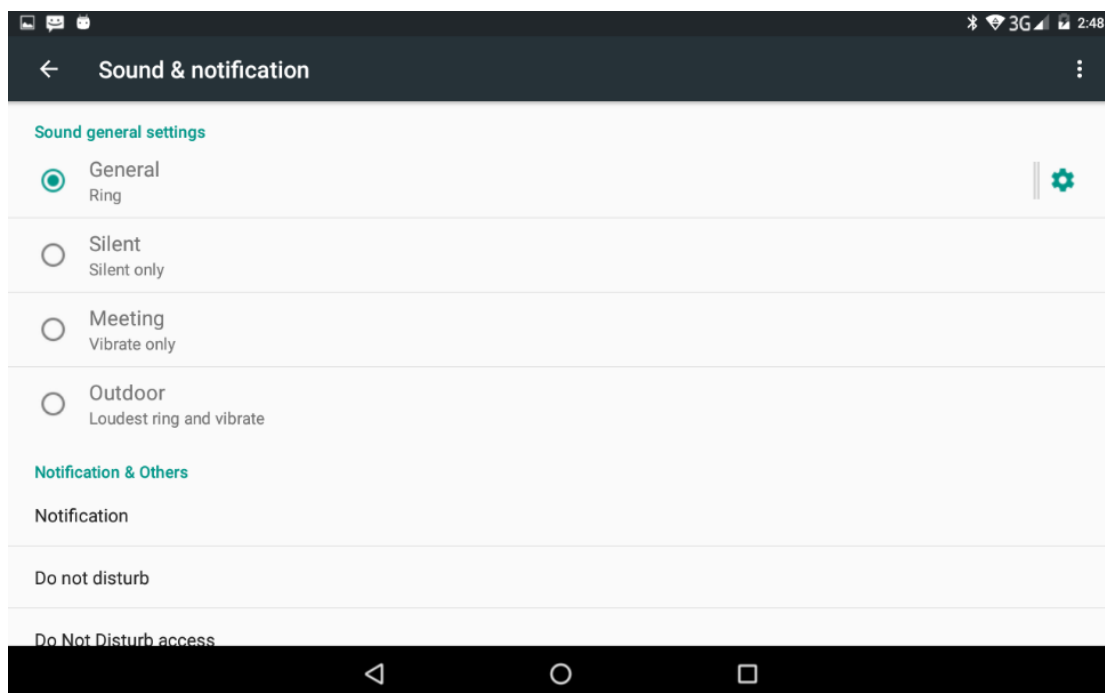 3G 2:48
Sound & notification
Sound general settings
General
Ring
Silent
Silent only
Meeting
Vibrate only
Outdoor
Loudest ring and vibrate
Notification & Others
Notification
Do not disturb
Do Not Disturb access